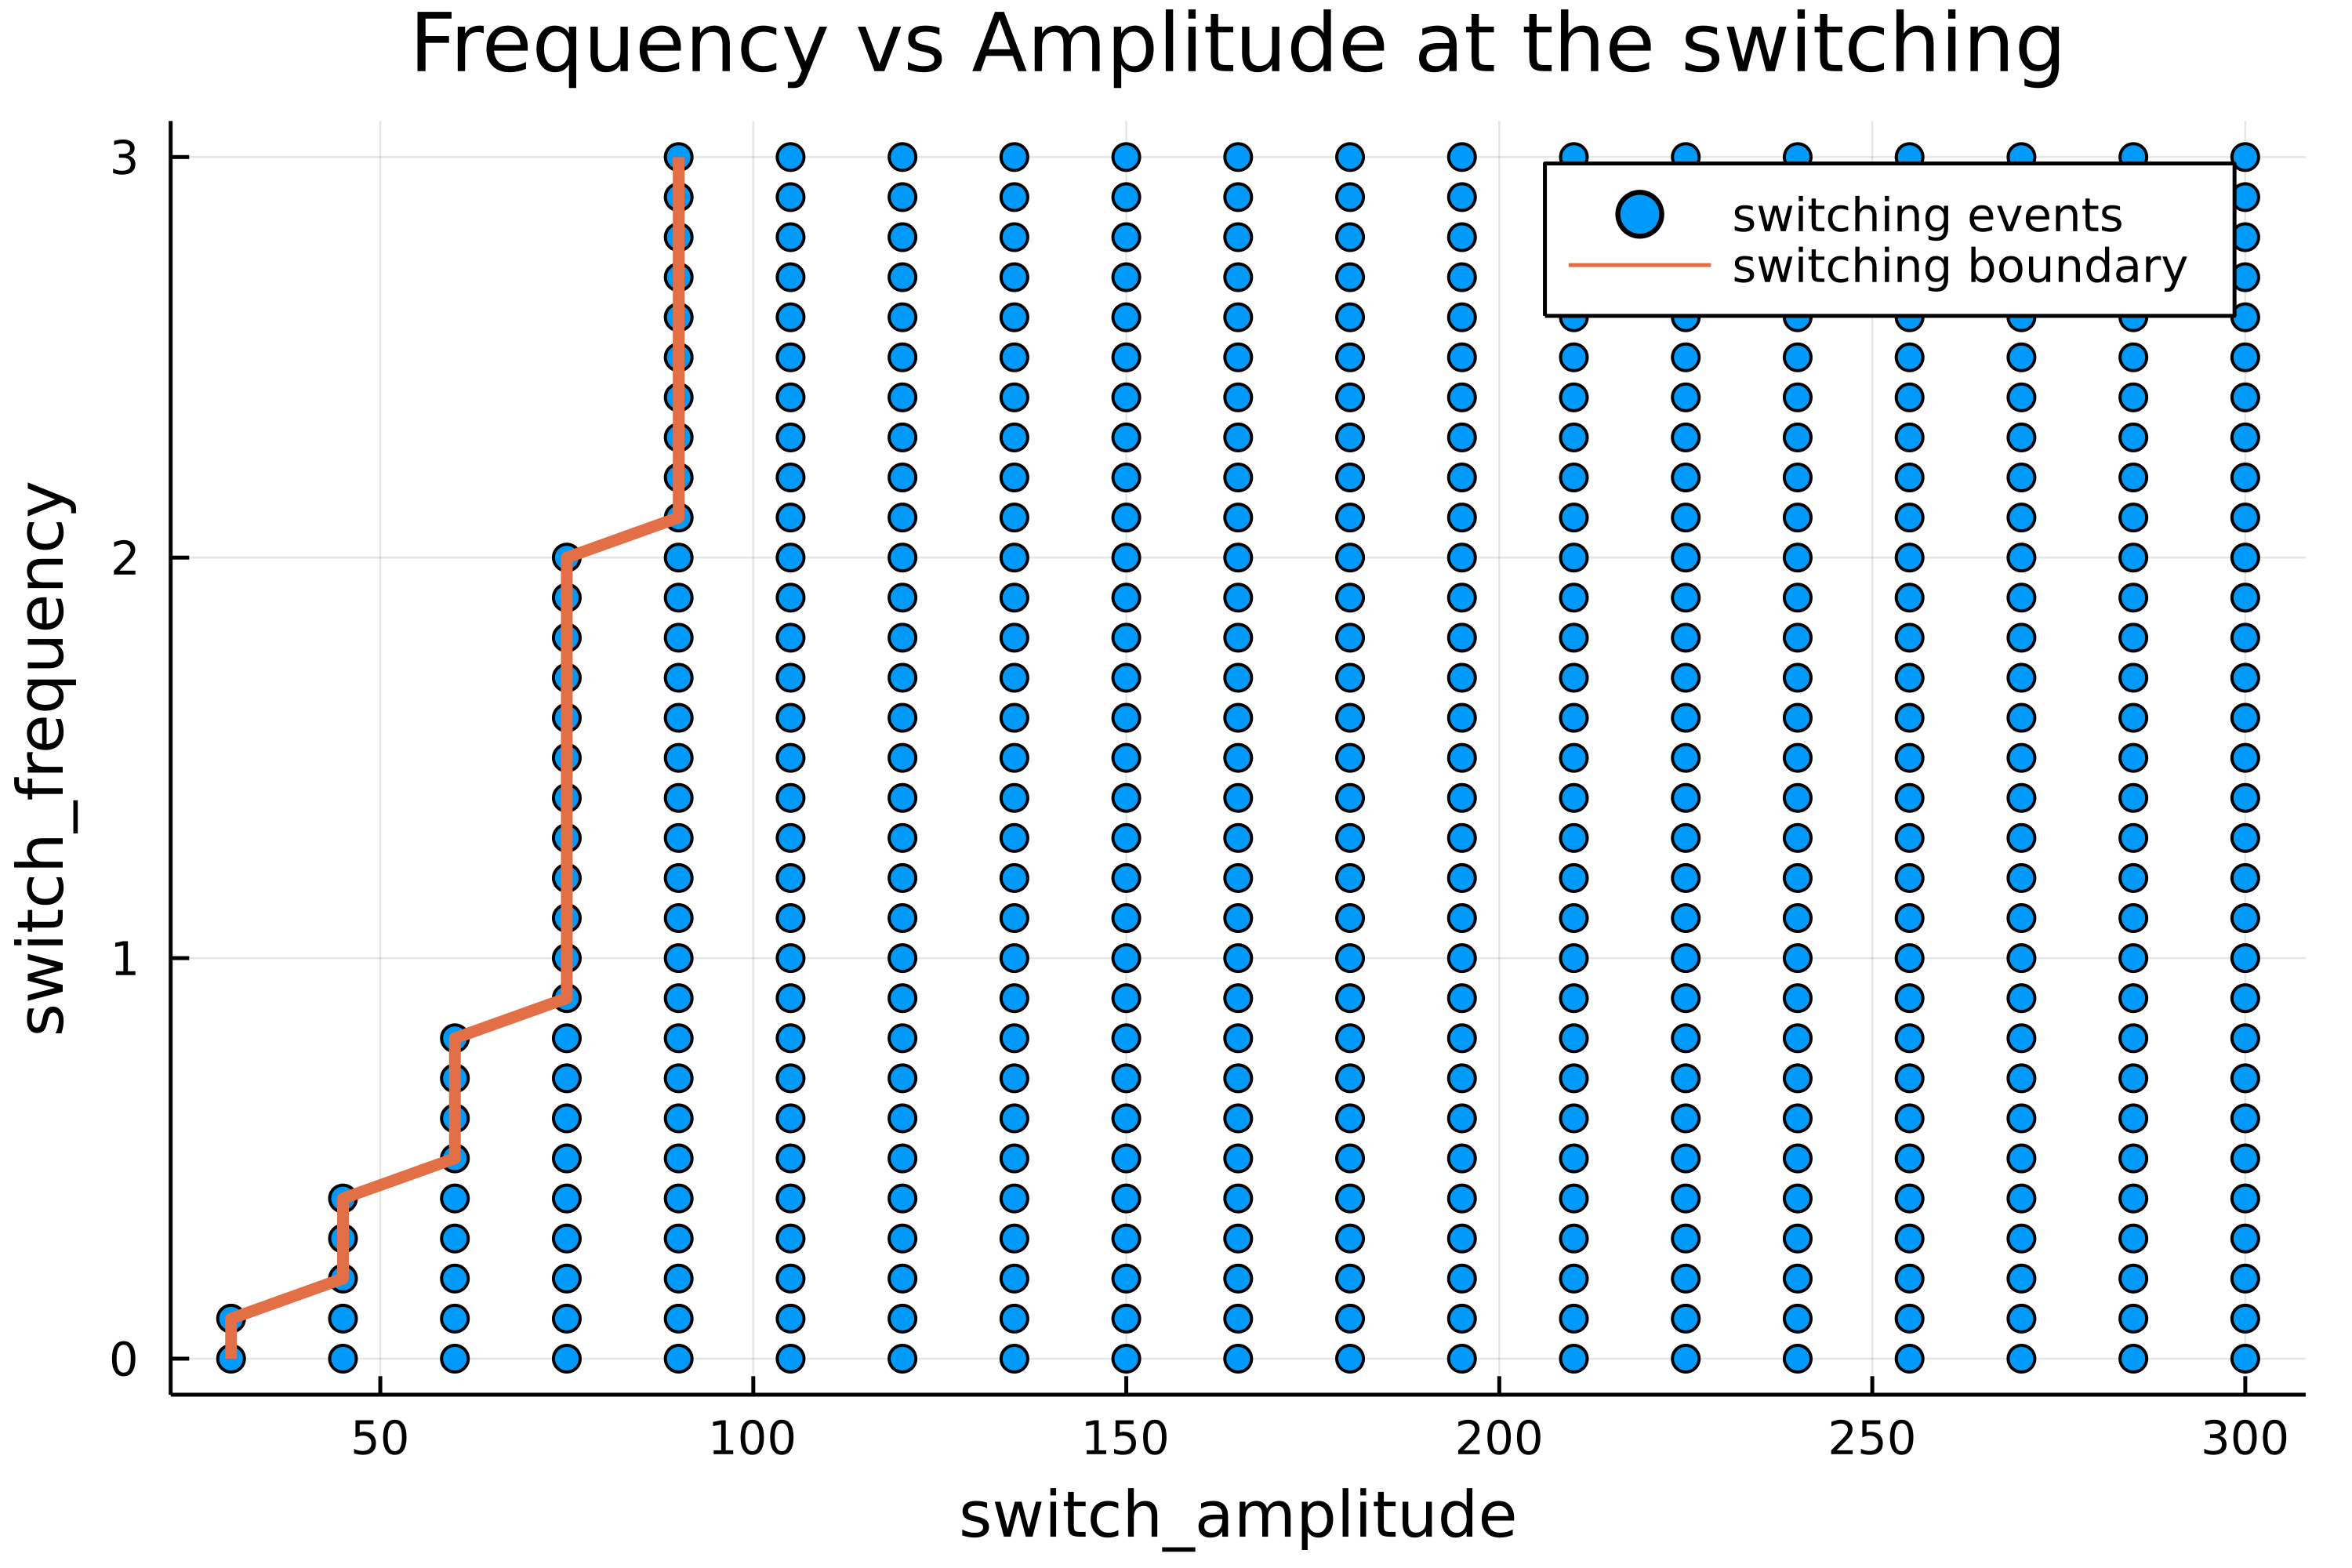 Frequency vs Amplitude at the switching
switching events
switching boundary
switch_frequency
3
2
1
0
50 100 150 200 250 300
switch_amplitude